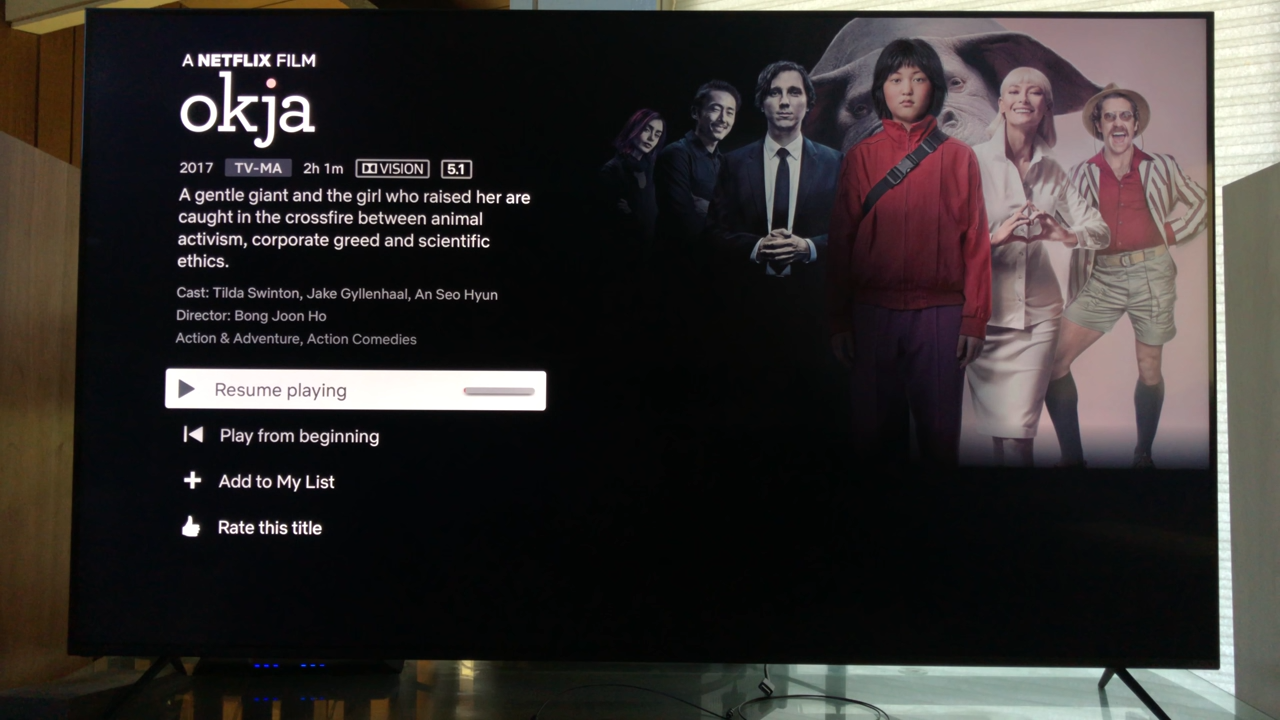 A NETFLIX FILM
okja
2017 TV-MA 2h 1m DD VISION 5.1
A gentle giant and the girl who raised her are
caught in the crossfire between animal
activism, corporate greed and scientific
ethics.
Cast: Tilda Swinton, Jake Gyllenhaal, An Seo Hyun
Director: Bong Joon Ho
Action & Adventure, Action Comedies
Resume playing
Play from beginning
Add to My List
Rate this title